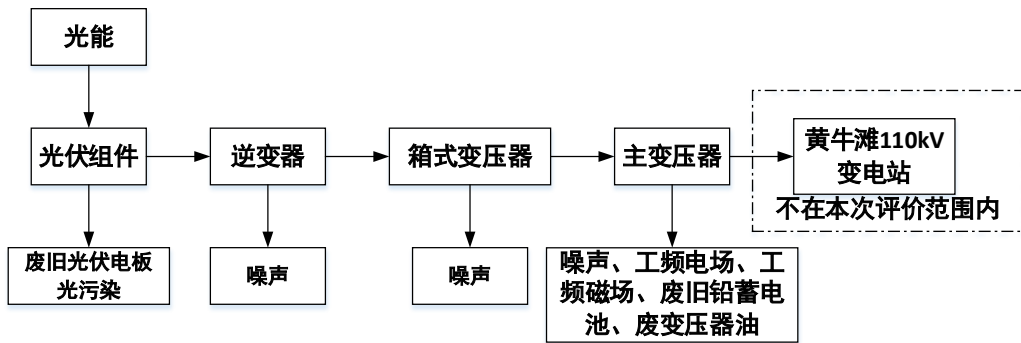 光能
光伏组件
逆变器
箱式变压器
主变压器
黄牛滩110kV
变电站
不在本次评价范围内
废旧光伏电板
光污染
噪声
噪声
噪声、工频电场、工
频磁场、废旧铅蓄电
池、废变压器油